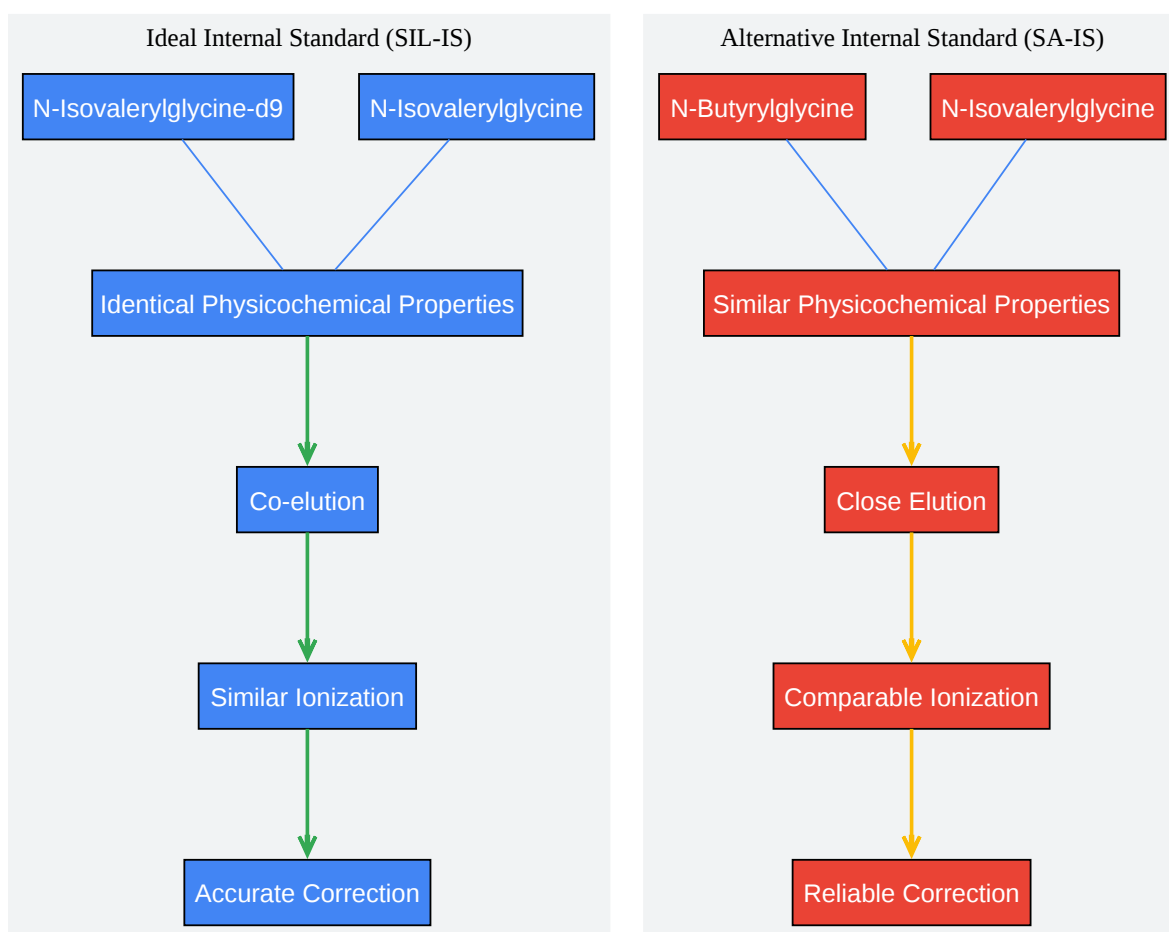 Ideal Internal Standard (SIL-IS)
N-Isovalerylglycine-d9
N-Isovalerylglycine
Identical Physicochemical Properties
Co-elution
Similar Ionization
Accurate Correction
Alternative Internal Standard (SA-IS)
N-Butyrylglycine
N-Isovalerylglycine
Similar Physicochemical Properties
Close Elution
Comparable Ionization
Reliable Correction